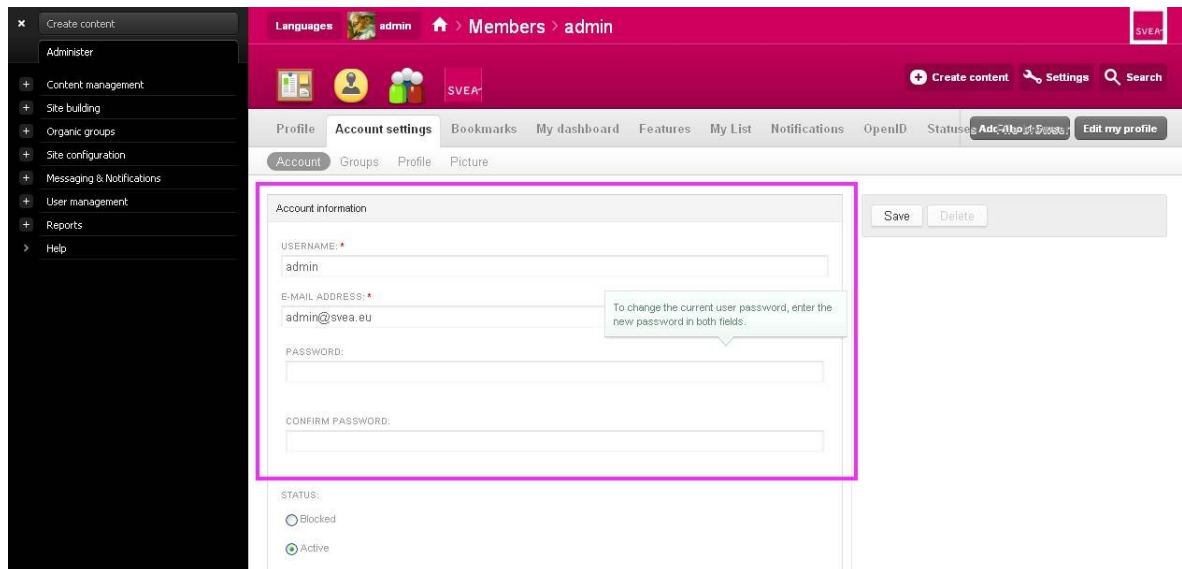 × Create content
Administer
+ Content management
+ Site building
+ Organic groups
+ Site configuration
+ Messaging & Notifications
+ User management
+ Reports
> Help
Languages admin > Members > admin
SVEA
SVEA
Create content Settings Search
Profile Account settings Bookmarks My dashboard Features My List Notifications OpenID Statuses Edit my profile
Account Groups Profile Picture
Account information
Save Delete
USERNAME: *
admin
E-MAIL ADDRESS: *
admin@svea.eu
To change the current user password, enter the
new password in both fields.
PASSWORD:
CONFIRM PASSWORD:
STATUS:
Blocked
Active